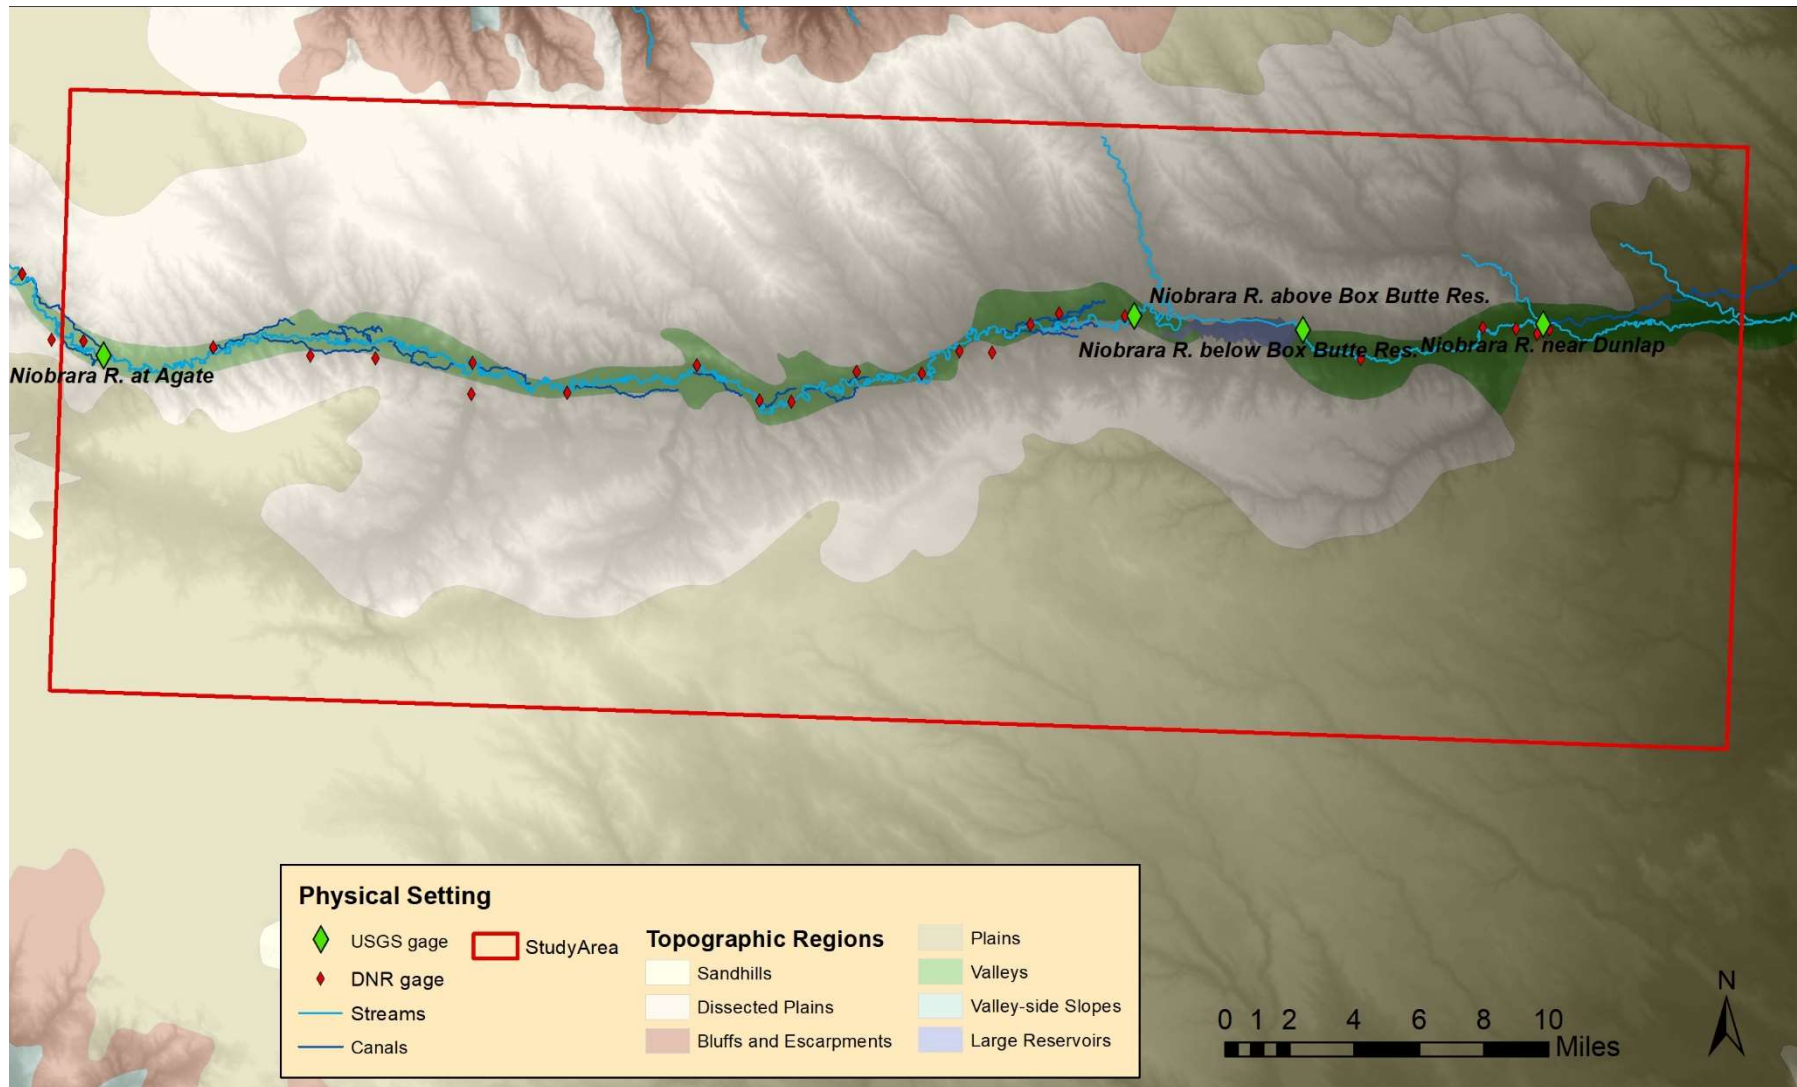 Niobrara R. above Box Butte Res.
Niobrara R. below Box Butte Res.
Niobrara R. near Dunlap
Niobrara R. at Agate
Physical Setting
USGS gage
DNR gage
Streams
Canals
StudyArea
Topographic Regions
Sandhills
Dissected Plains
Bluffs and Escarpments
Plains
Valleys
Valley-side Slopes
Large Reservoirs
N
0 1 2 4 6 8 10
Miles